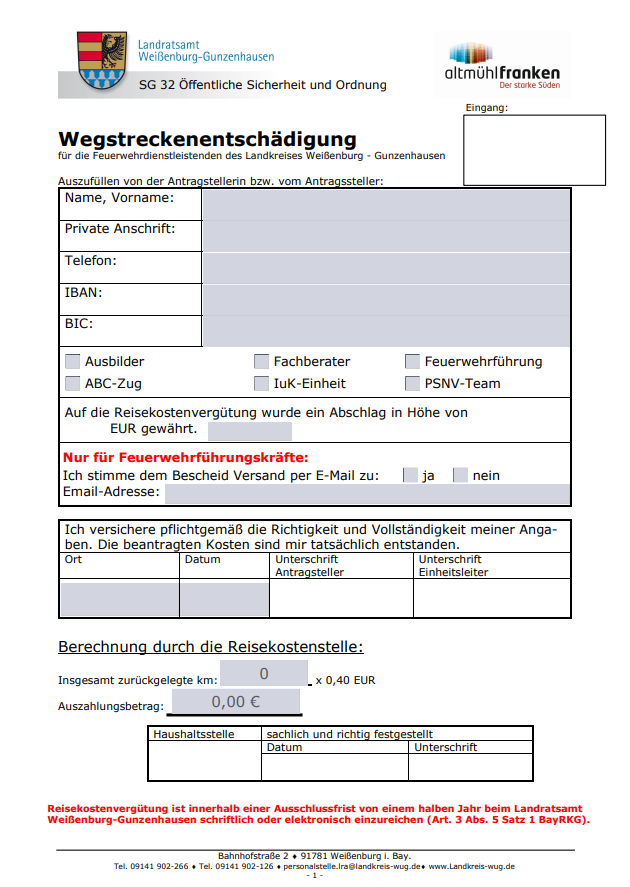 Landratsamt
Weißenburg-Gunzenhausen
SG 32 Öffentliche Sicherheit und Ordnung
altmühlfranken
Der starke Süden
Eingang:
Wegstreckenentschädigung
für die Feuerwehrdienstleistenden des Landkreises Weißenburg - Gunzenhausen
Auszufüllen von der Antragstellerin bzw. vom Antragssteller:
Name, Vorname:
Private Anschrift:
Telefon:
IBAN:
BIC:
Ausbilder Fachberater Feuerwehrführung
ABC-Zug IuK-Einheit PSNV-Team
Auf die Reisekostenvergütung wurde ein Abschlag in Höhe von
EUR gewährt.
Nur für Feuerwehrführungskräfte:
Ich stimme dem Bescheid Versand per E-Mail zu: ja nein
Email-Adresse:
Ich versichere pflichtgemäß die Richtigkeit und Vollständigkeit meiner Anga-
ben. Die beantragten Kosten sind mir tatsächlich entstanden.
Ort Datum Unterschrift Unterschrift
Antragsteller Einheitsleiter
Berechnung durch die Reisekostenstelle:
Insgesamt zurückgelegte km: 0 x 0,40 EUR
Auszahlungsbetrag: 0,00 €
Haushaltsstelle sachlich und richtig festgestellt
Datum Unterschrift
Reisekostenvergütung ist innerhalb einer Ausschlussfrist von einem halben Jahr beim Landratsamt
Weißenburg-Gunzenhausen schriftlich oder elektronisch einzureichen (Art. 3 Abs. 5 Satz 1 BayRKG).
Bahnhofstraße 2 ♦ 91781 Weißenburg i. Bay.
Tel. 09141 902-266 ♦ Tel. 09141 902-126 ♦ personalstelle.lra@landkreis-wug.de♦ www.Landkreis-wug.de
- 1 -